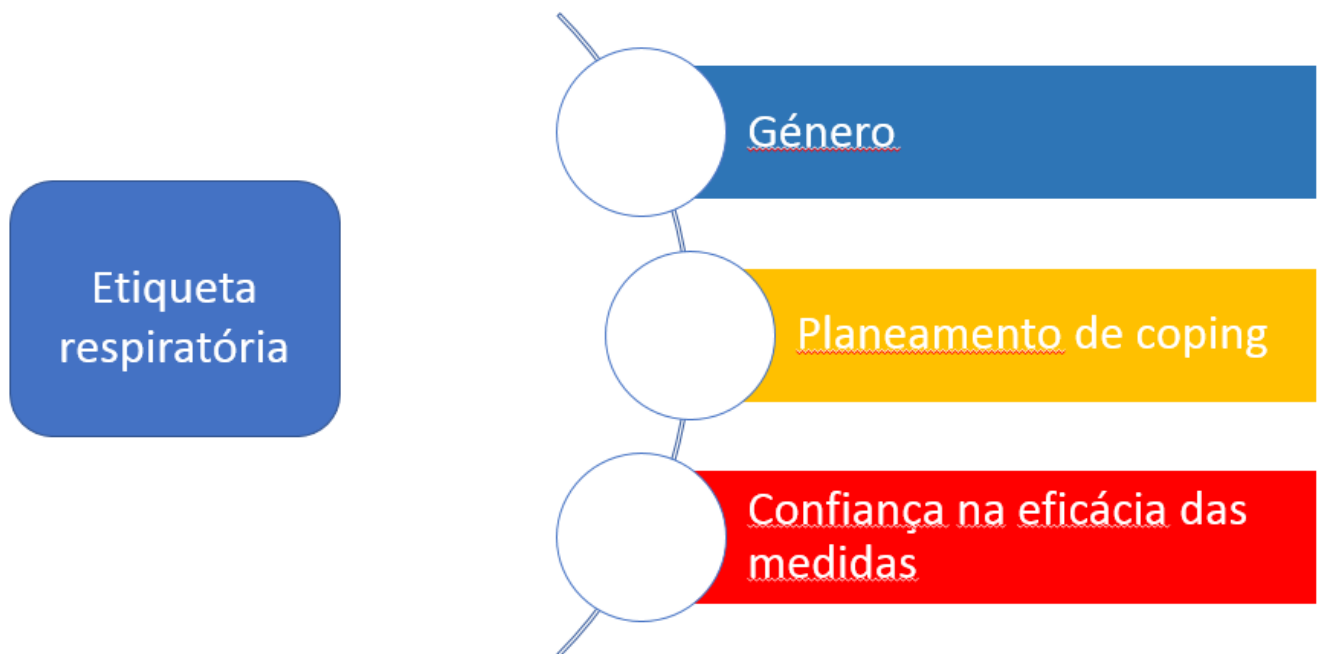 Etiqueta
respiratória
Género
Planeamento de coping
Confiança na eficácia das
medidas